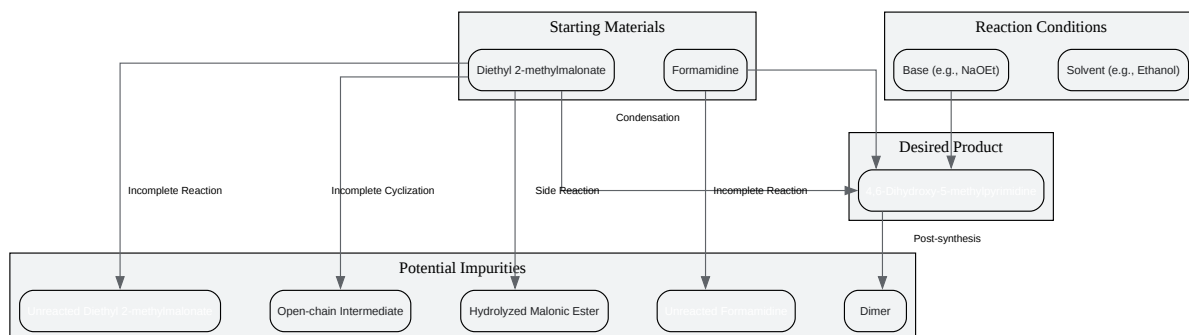 Starting Materials
Reaction Conditions
Diethyl 2-methylmalonate
Formamidine
Base (e.g., NaOEt)
Solvent (e.g., Ethanol)
Condensation
Desired Product
Incomplete Reaction
Incomplete Cyclization
Side Reaction
Incomplete Reaction
4,6-Dihydroxy-5-methylpyrimidine
Post-synthesis
Potential Impurities
Unreacted Diethyl 2-methylmalonate
Open-chain Intermediate
Hydrolyzed Malonic Ester
Unreacted Formamidine
Dimer